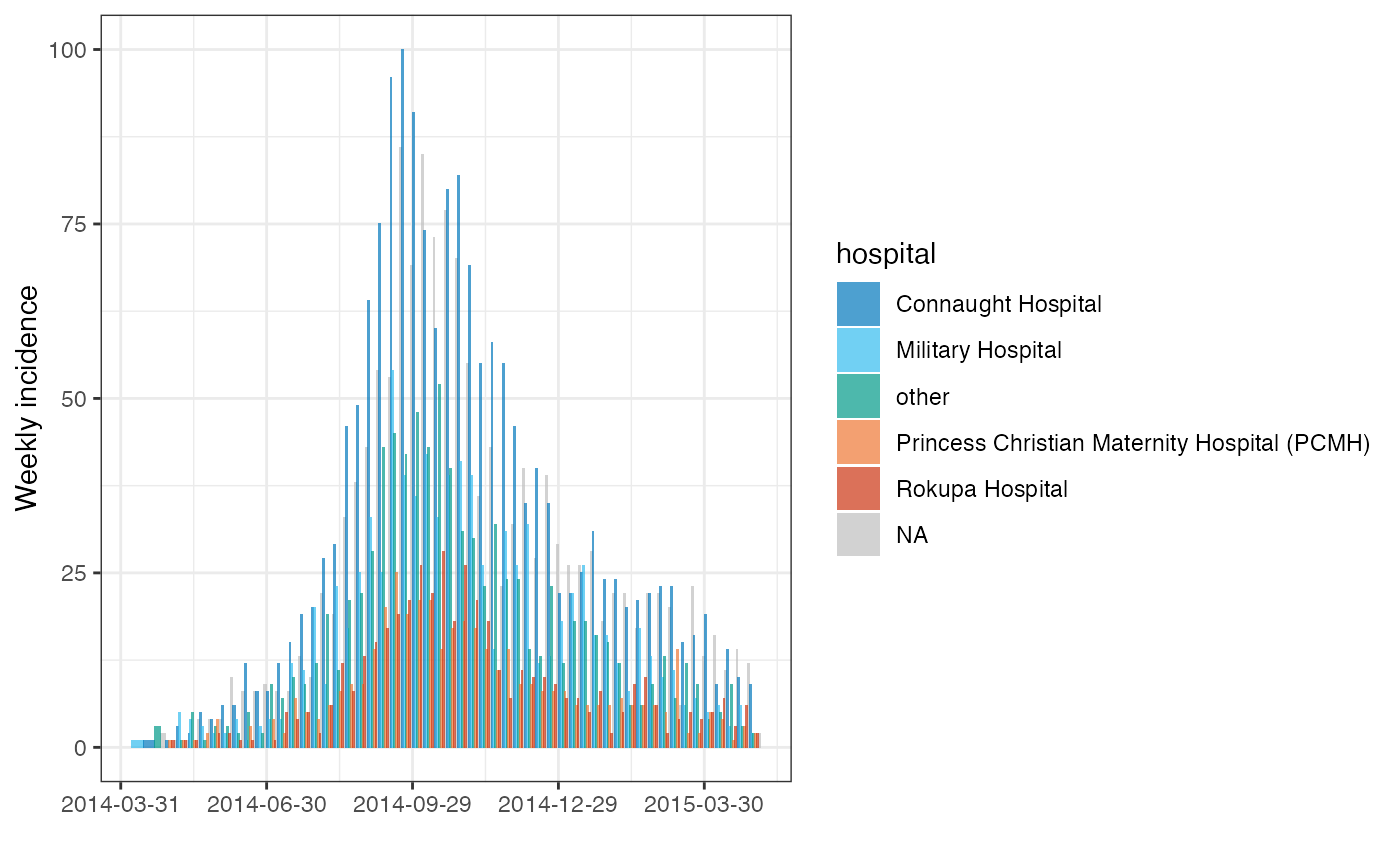 100
75
50
25
0
Weekly incidence
2014-03-31
2014-06-30
2014-09-29
2014-12-29
2015-03-30
hospital
Connaught Hospital
Military Hospital
other
Princess Christian Maternity Hospital (PCMH)
Rokupa Hospital
NA